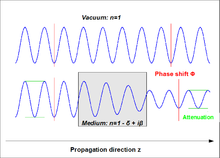 Vacuum: n=1
Phase shift Φ
Medium: n=1 - δ + iβ
Attenuation
Propagation direction z